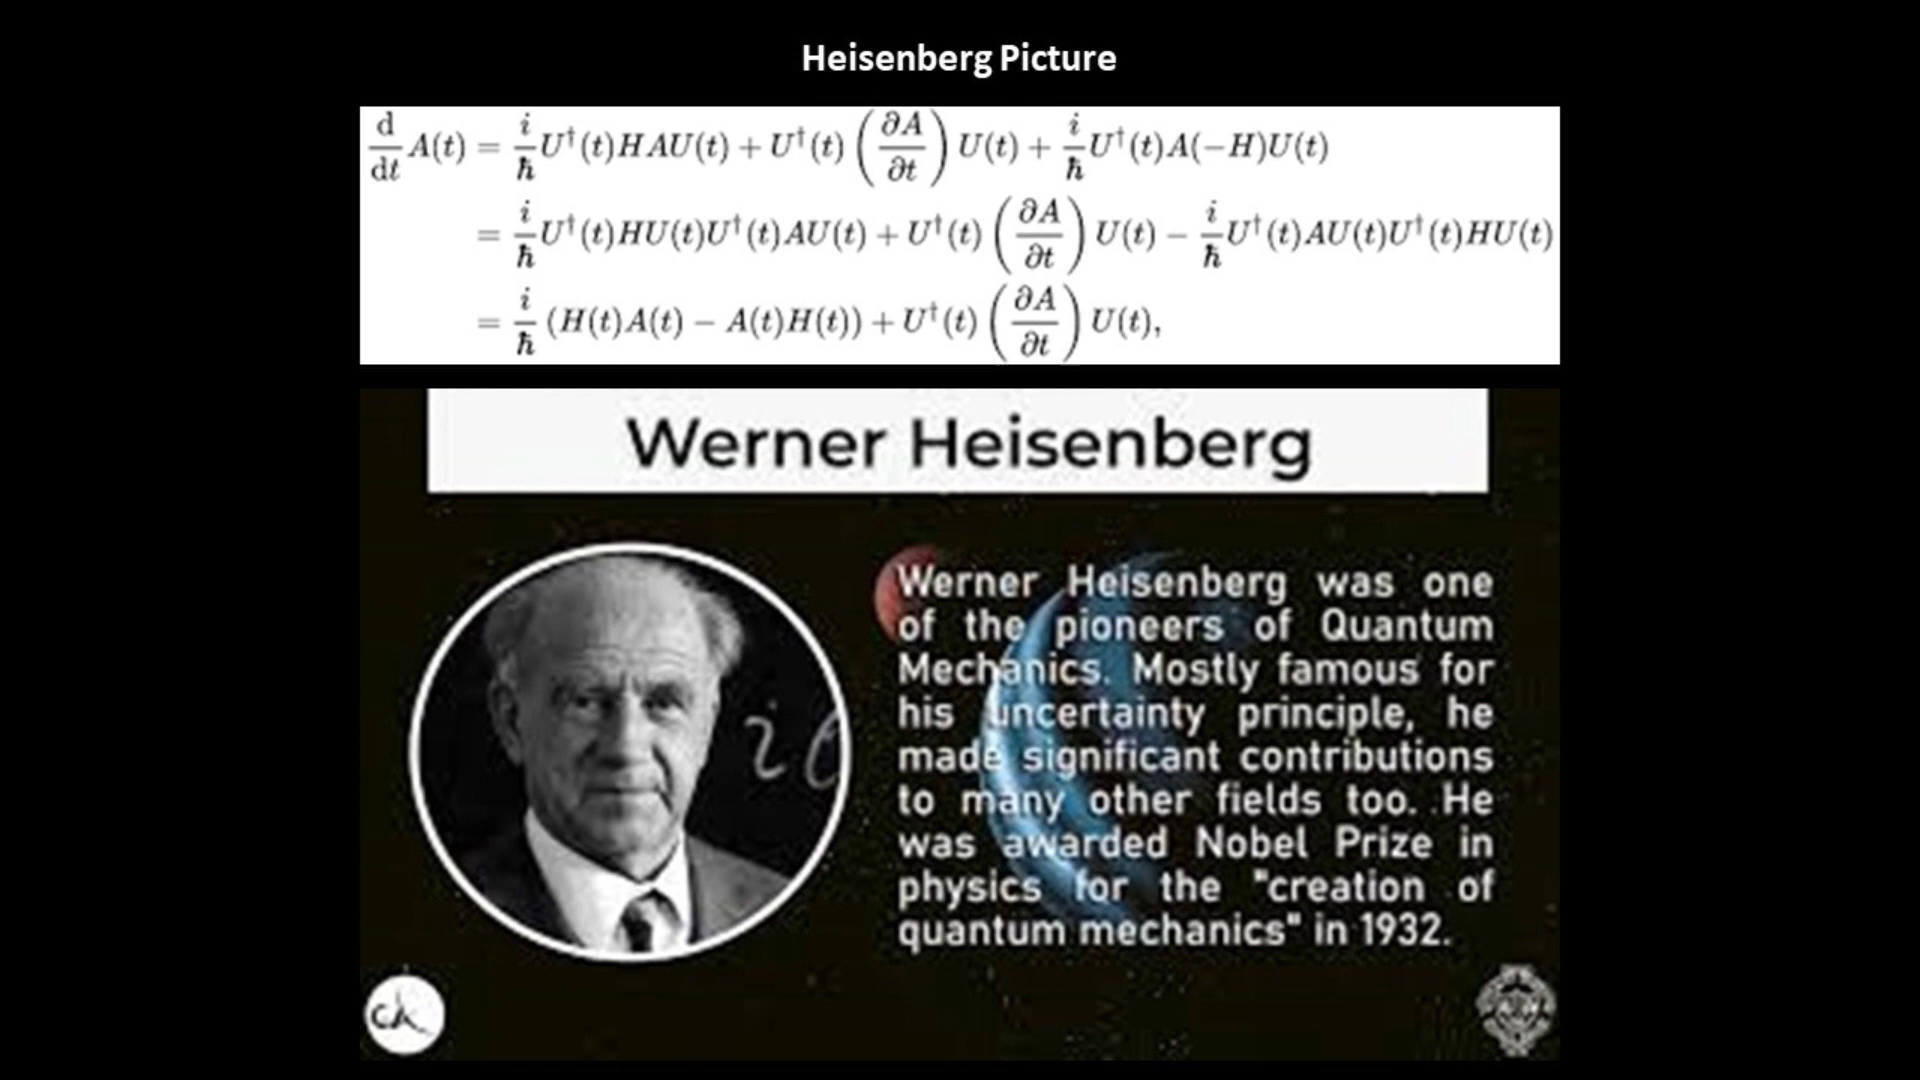 Heisenberg Picture
d/dt A(t) = i/ħ U†(t)HAU(t) + U†(t) (∂A/∂t) U(t) + i/ħ U†(t)A(−H)U(t)
= i/ħ U†(t)HU(t)U†(t)AU(t) + U†(t) (∂A/∂t) U(t) − i/ħ U†(t)AU(t)U†(t)HU(t)
= i/ħ (H(t)A(t) − A(t)H(t)) + U†(t) (∂A/∂t) U(t),
Werner Heisenberg
Werner Heisenberg was one
of the pioneers of Quantum
Mechanics. Mostly famous for
his uncertainty principle, he
made significant contributions
to many other fields too. He
was awarded Nobel Prize in
physics for the "creation of
quantum mechanics" in 1932.
i
ck